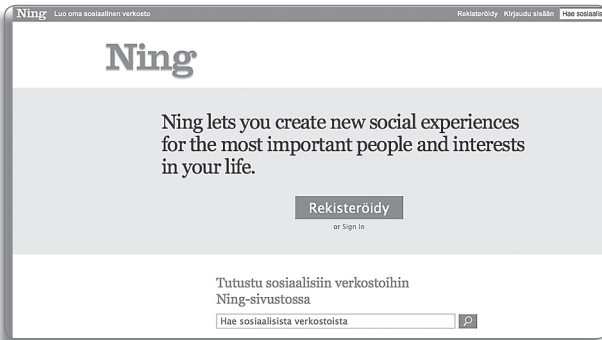 Ning Luo oma sosiaalinen verkosto Rekisteröidy Kirjaudu sisään Hae sosiaalis
Ning
Ning lets you create new social experiences
for the most important people and interests
in your life.
Rekisteröidy
or Sign In
Tutustu sosiaalisiin verkostoihin
Ning-sivustossa
Hae sosiaalisista verkostoista